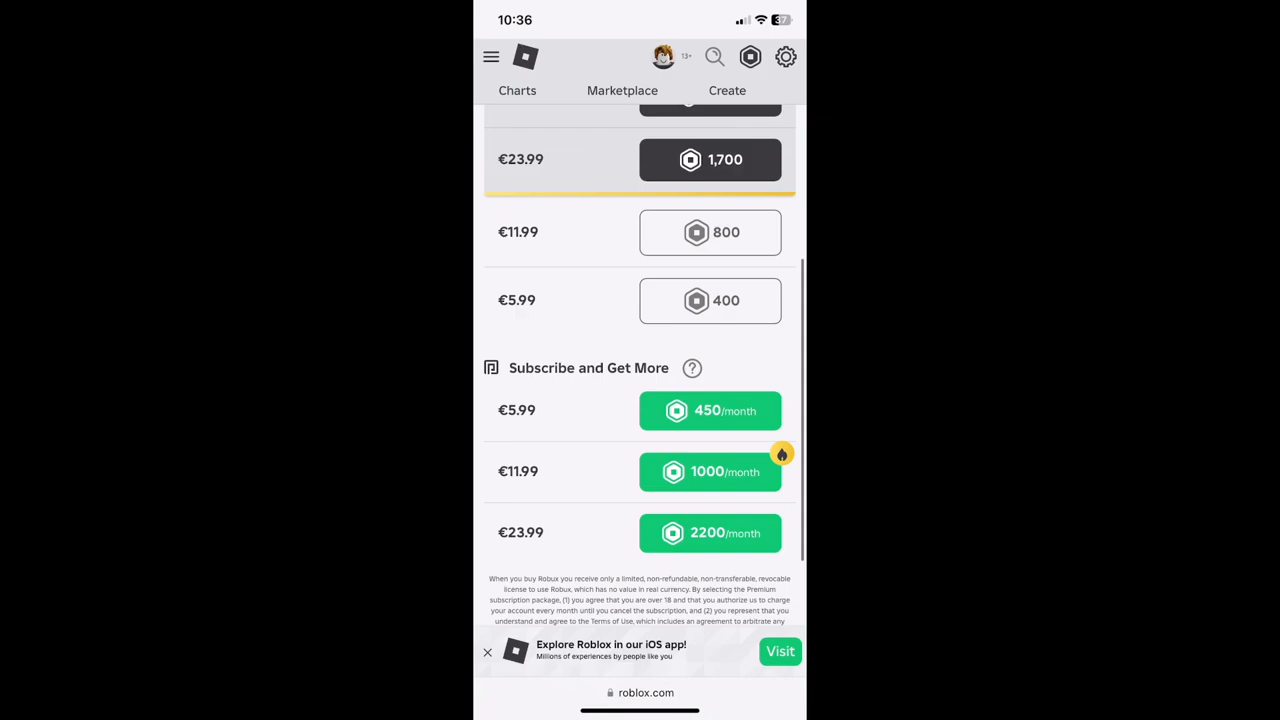 10:36
37
13+
Charts Marketplace Create
€23.99 1,700
€11.99 800
€5.99 400
Subscribe and Get More ?
€5.99 450/month
€11.99 1000/month
€23.99 2200/month
When you buy Robux you receive only a limited, non-refundable, non-transferable, revocable
license to use Robux, which has no value in real currency. By selecting the Premium
subscription package, (1) you agree that you are over 18 and that you authorize us to charge
your account every month until you cancel the subscription, and (2) you represent that you
understand and agree to the Terms of Use, which includes an agreement to arbitrate any
Explore Roblox in our iOS app!
Millions of experiences by people like you
Visit
roblox.com